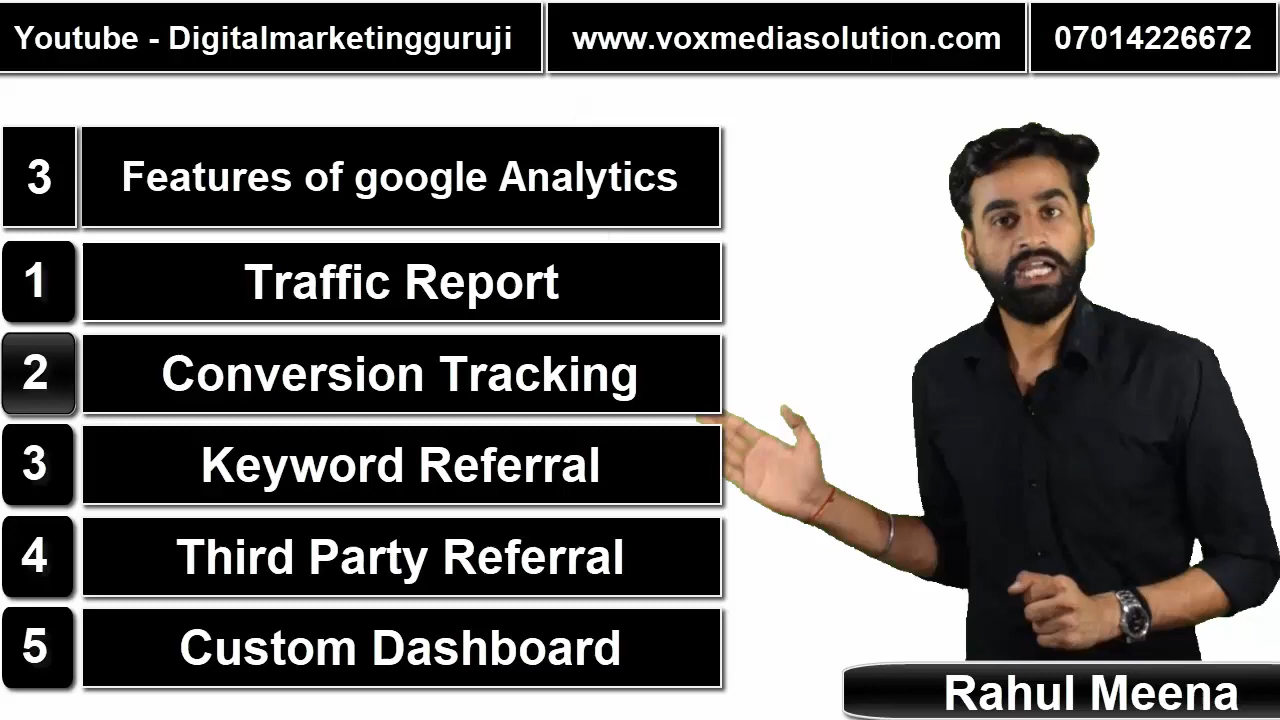 Youtube - Digitalmarketingguruji
www.voxmediasolution.com
07014226672
3 Features of google Analytics
1 Traffic Report
2 Conversion Tracking
3 Keyword Referral
4 Third Party Referral
5 Custom Dashboard
Rahul Meena